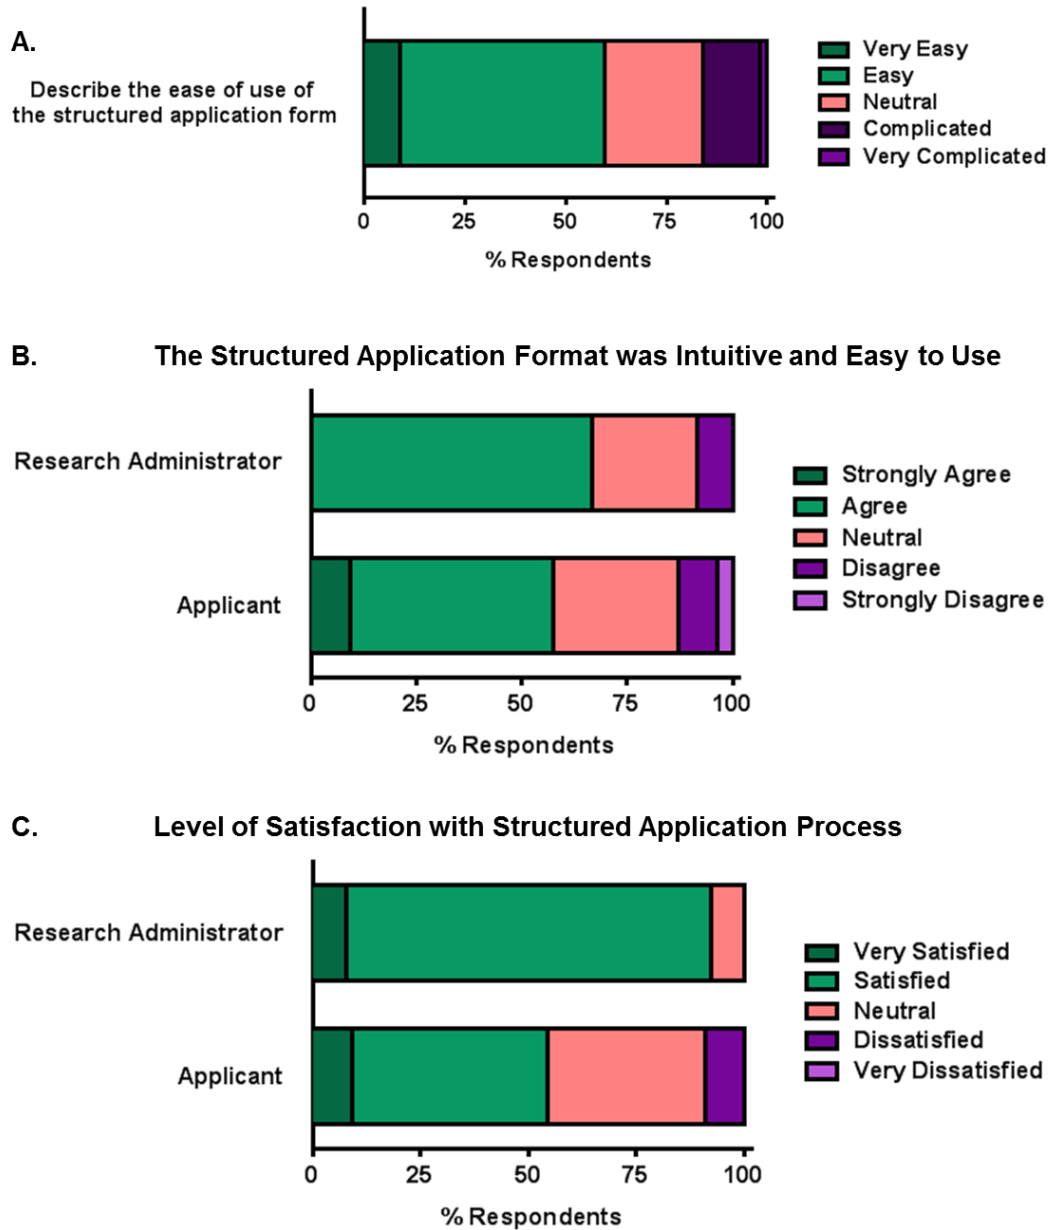 A.
Describe the ease of use of
the structured application form
Very Easy
Easy
Neutral
Complicated
Very Complicated
0 25 50 75 100
% Respondents
B. The Structured Application Format was Intuitive and Easy to Use
Research Administrator
Applicant
Strongly Agree
Agree
Neutral
Disagree
Strongly Disagree
0 25 50 75 100
% Respondents
C. Level of Satisfaction with Structured Application Process
Research Administrator
Applicant
Very Satisfied
Satisfied
Neutral
Dissatisfied
Very Dissatisfied
0 25 50 75 100
% Respondents